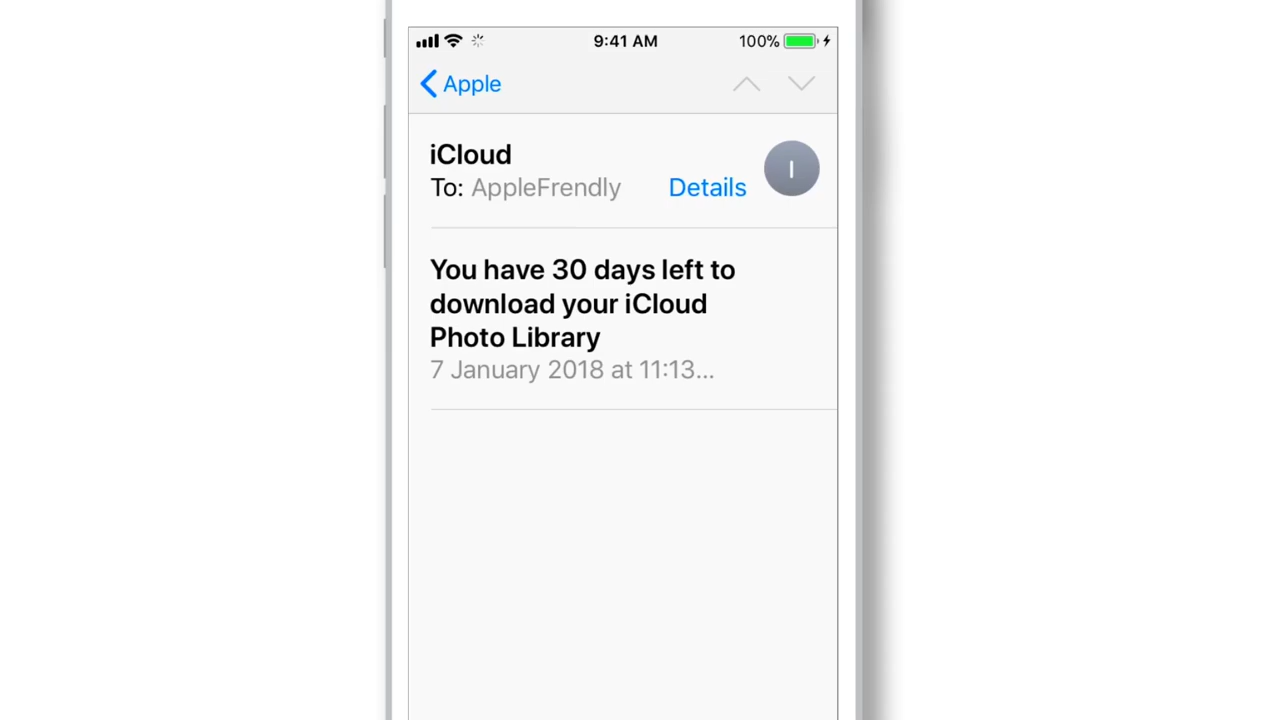 9:41 AM
100%
Apple
iCloud
I
To: AppleFrendly
Details
You have 30 days left to
download your iCloud
Photo Library
7 January 2018 at 11:13...